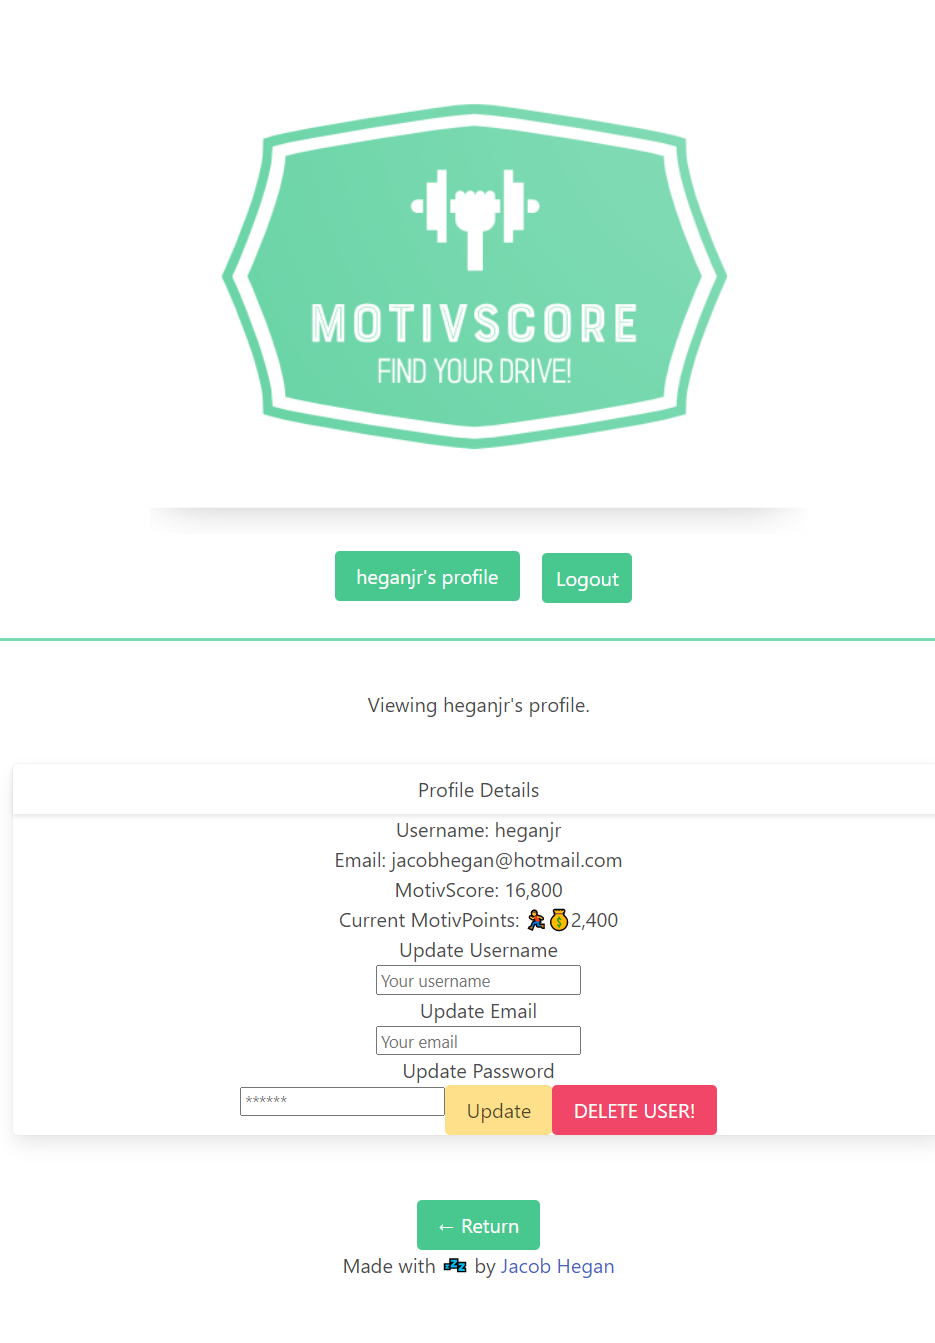 MOTIVSCORE
FIND YOUR DRIVE!
heganjr's profile
Logout
Viewing heganjr's profile.
Profile Details
Username: heganjr
Email: jacobhegan@hotmail.com
MotivScore: 16,800
Current MotivPoints: 🏃💰2,400
Update Username
Your username
Update Email
Your email
Update Password
****** Update DELETE USER!
← Return
Made with 💤 by Jacob Hegan